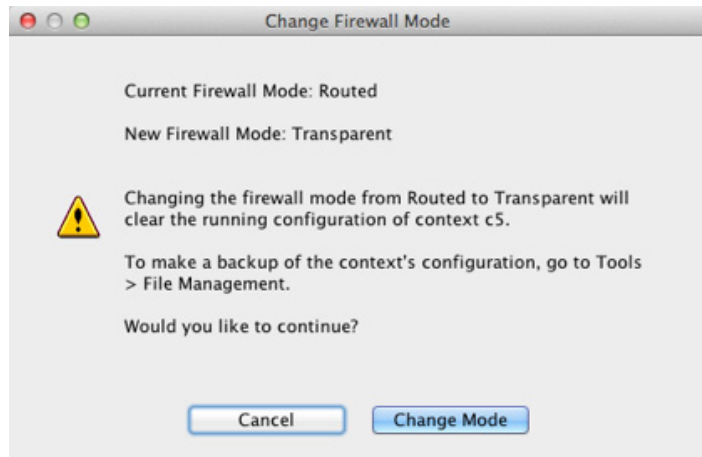 Change Firewall Mode
Current Firewall Mode: Routed
New Firewall Mode: Transparent
Changing the firewall mode from Routed to Transparent will
clear the running configuration of context c5.
To make a backup of the context's configuration, go to Tools
> File Management.
Would you like to continue?
Cancel
Change Mode